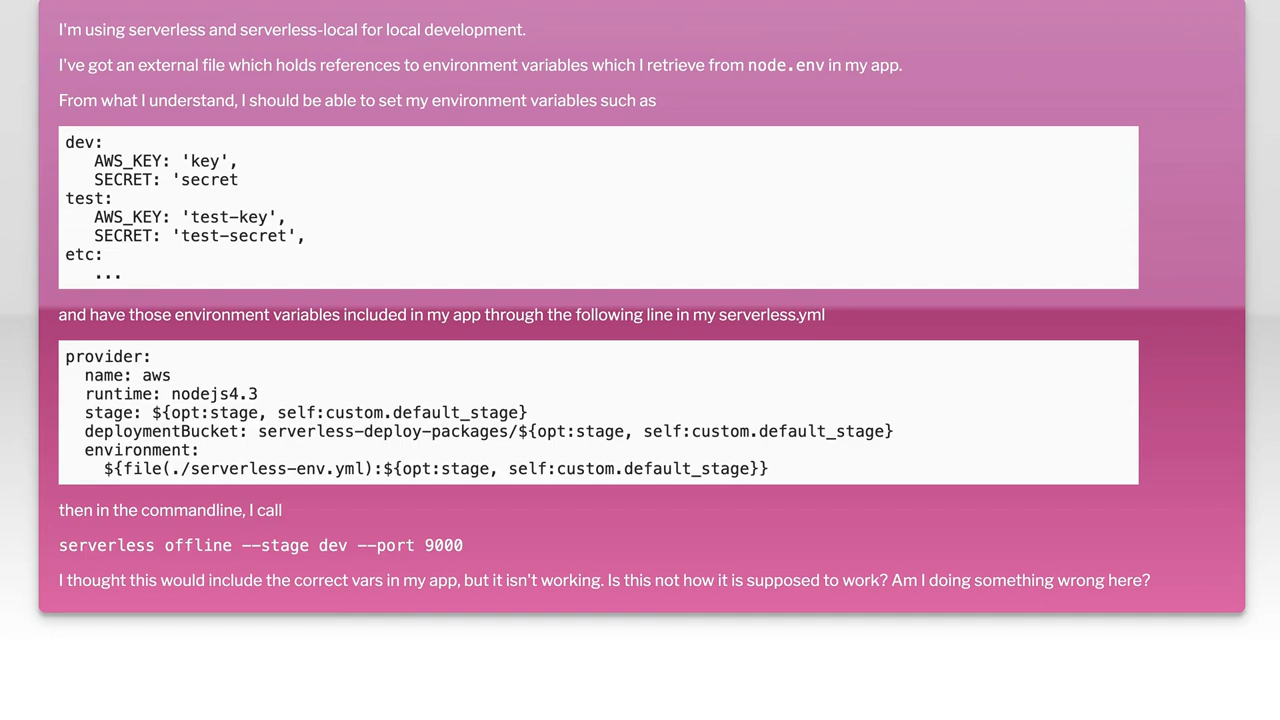 I'm using serverless and serverless-local for local development.
I've got an external file which holds references to environment variables which I retrieve from node.env in my app.
From what I understand, I should be able to set my environment variables such as
dev:
   AWS_KEY: 'key',
   SECRET: 'secret
test:
   AWS_KEY: 'test-key',
   SECRET: 'test-secret',
etc:
   ...
and have those environment variables included in my app through the following line in my serverless.yml
provider:
  name: aws
  runtime: nodejs4.3
  stage: ${opt:stage, self:custom.default_stage}
  deploymentBucket: serverless-deploy-packages/${opt:stage, self:custom.default_stage}
  environment:
    ${file(./serverless-env.yml):${opt:stage, self:custom.default_stage}}
then in the commandline, I call
serverless offline --stage dev --port 9000
I thought this would include the correct vars in my app, but it isn't working. Is this not how it is supposed to work? Am I doing something wrong here?